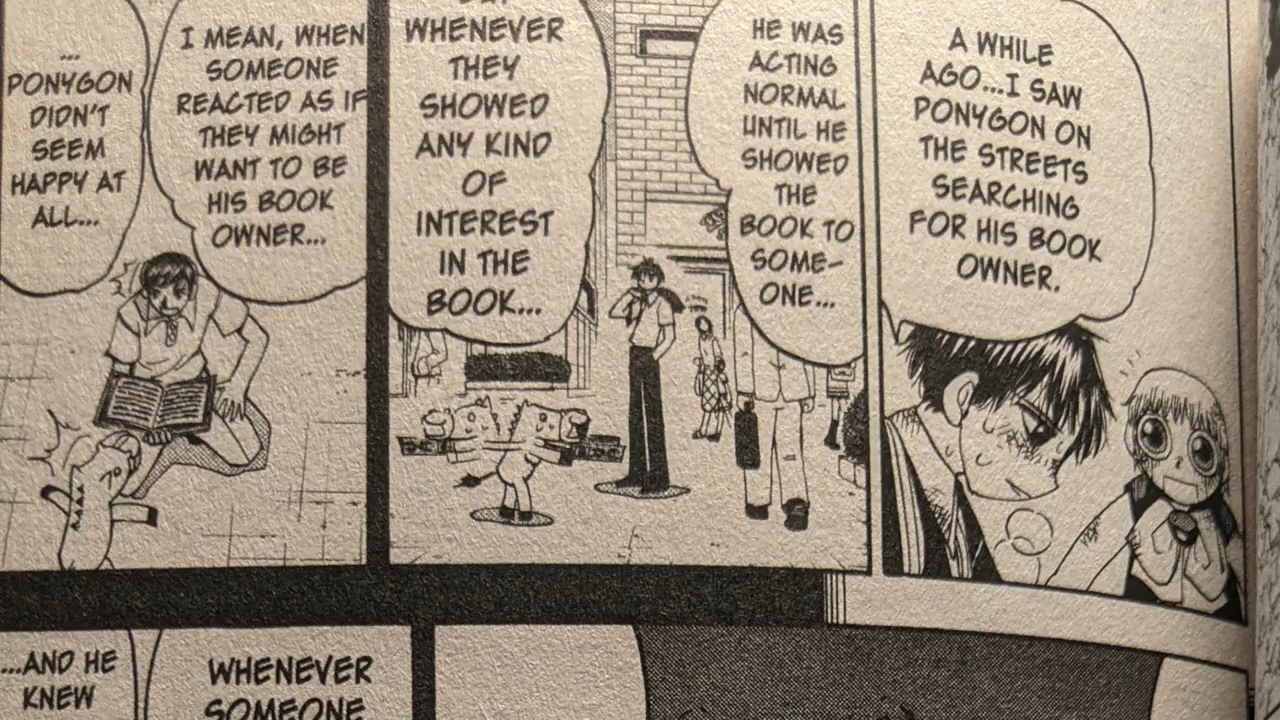 A WHILE
AGO...I SAW
PONYGON ON
THE STREETS
SEARCHING
FOR HIS BOOK
OWNER.
HE WAS
ACTING
NORMAL
UNTIL HE
SHOWED
THE
BOOK TO
SOME-
ONE...
WHENEVER
THEY
SHOWED
ANY KIND
OF
INTEREST
IN THE
BOOK...
I MEAN, WHEN
SOMEONE
REACTED AS IF
THEY MIGHT
WANT TO BE
HIS BOOK
OWNER...
...
PONYGON
DIDN'T
SEEM
HAPPY AT
ALL...
WHENEVER
SOMEONE
...AND HE
KNEW